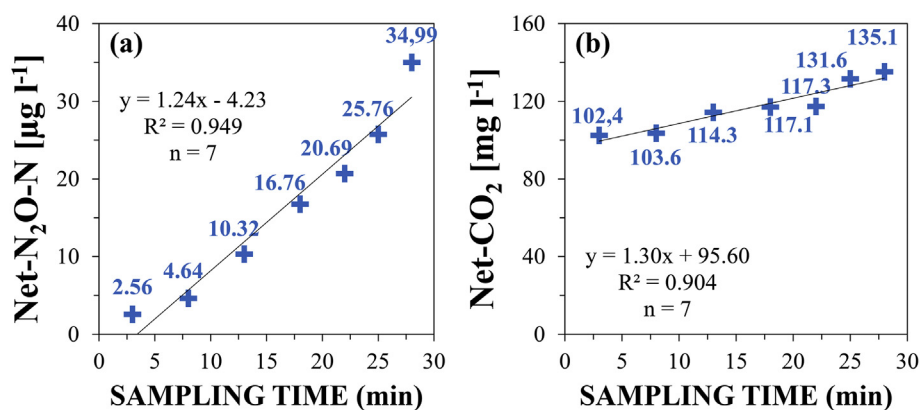 (a)
Net-N₂O-N [µg l⁻¹]
40
30
20
10
0
y = 1.24x - 4.23
R² = 0.949
n = 7
2.56
4.64
10.32
16.76
20.69
25.76
34,99
0 5 10 15 20 25 30
SAMPLING TIME (min)
(b)
Net-CO₂ [mg l⁻¹]
160
120
80
40
0
102,4
103.6
114.3
117.1
117.3
131.6
135.1
y = 1.30x + 95.60
R² = 0.904
n = 7
0 5 10 15 20 25 30
SAMPLING TIME (min)